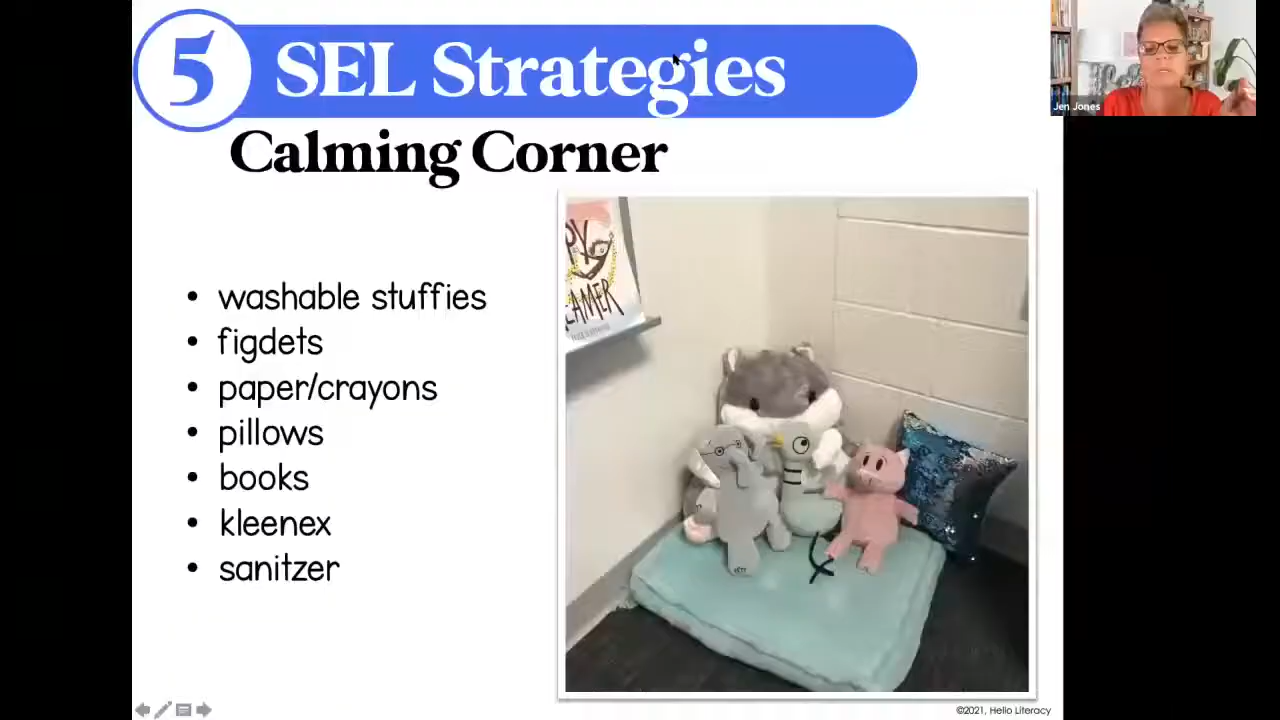 5 SEL Strategies
Calming Corner
• washable stuffies
• figdets
• paper/crayons
• pillows
• books
• kleenex
• sanitzer
Jen Jones
©2021, Hello Literacy